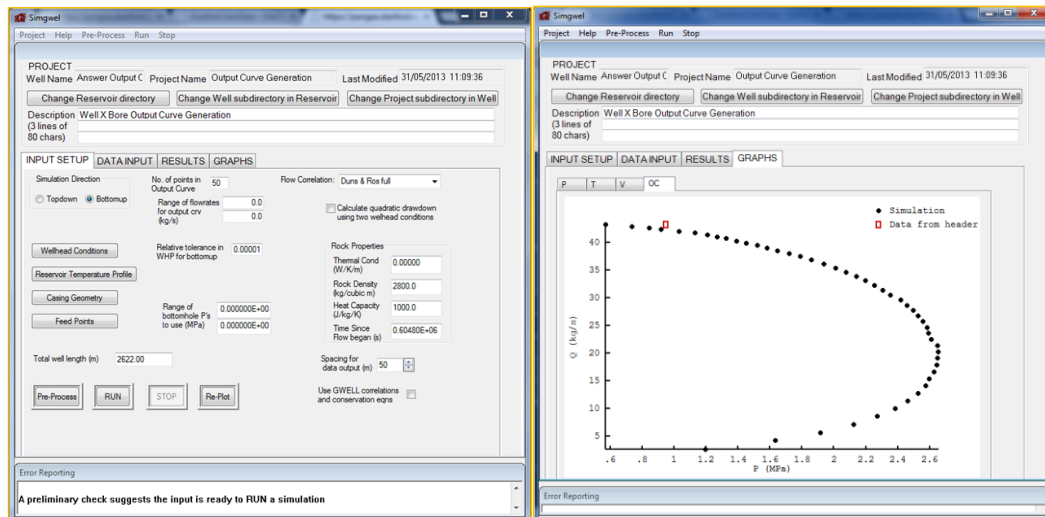 Simgwel
Project Help Pre-Process Run Stop
PROJECT
Well Name Answer Output C Project Name Output Curve Generation Last Modified 31/05/2013 11:09:36
Change Reservoir directory Change Well subdirectory in Reservoir Change Project subdirectory in Well
Description Well X Bore Output Curve Generation
(3 lines of
80 chars)
INPUT SETUP DATA INPUT RESULTS GRAPHS
Simulation Direction
Topdown Bottomup
No. of points in
Output Curve 50
Range of flowrates
for output crv
(kg/s)
0.0
0.0
Flow Correlation: Duns & Ros full
Calculate quadratic drawdown
using two wellhead conditions
Wellhead Conditions
Reservoir Temperature Profile
Casing Geometry
Feed Points
Relative tolerance in
WHP for bottomup 0.00001
Range of
bottomhole P's
to use (MPa)
0.000000E+00
0.000000E+00
Rock Properties
Thermal Cond
(W/K/m) 0.00000
Rock Density
(kg/cubic m) 2800.0
Heat Capacity
(J/kg/K) 1000.0
Time Since
Flow began (s) 0.60480E+06
Total well length (m) 2622.00
Spacing for
data output (m) 50
Pre-Process RUN STOP Re-Plot
Use GWELL correlations
and conservation eqns
Error Reporting
A preliminary check suggests the input is ready to RUN a simulation
Simgwel
Project Help Pre-Process Run Stop
PROJECT
Well Name Answer Output C Project Name Output Curve Generation Last Modified 31/05/2013 11:09:36
Change Reservoir directory Change Well subdirectory in Reservoir Change Project subdirectory in Well
Description Well X Bore Output Curve Generation
(3 lines of
80 chars)
INPUT SETUP DATA INPUT RESULTS GRAPHS
P T V OC
Simulation
Data from header
40
35
30
25
20
15
10
5
Q (kg/s)
.6 .8 1 1.2 1.4 1.6 1.8 2 2.2 2.4 2.6
P (MPa)
Error Reporting